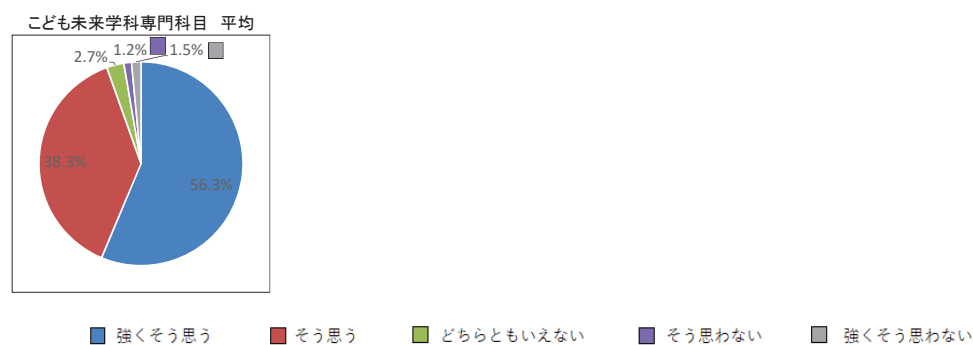 こども未来学科専門科目 平均
2.7% 1.2% 1.5%
38.3%
56.3%
強くそう思う そう思う どちらともいえない そう思わない 強くそう思わない